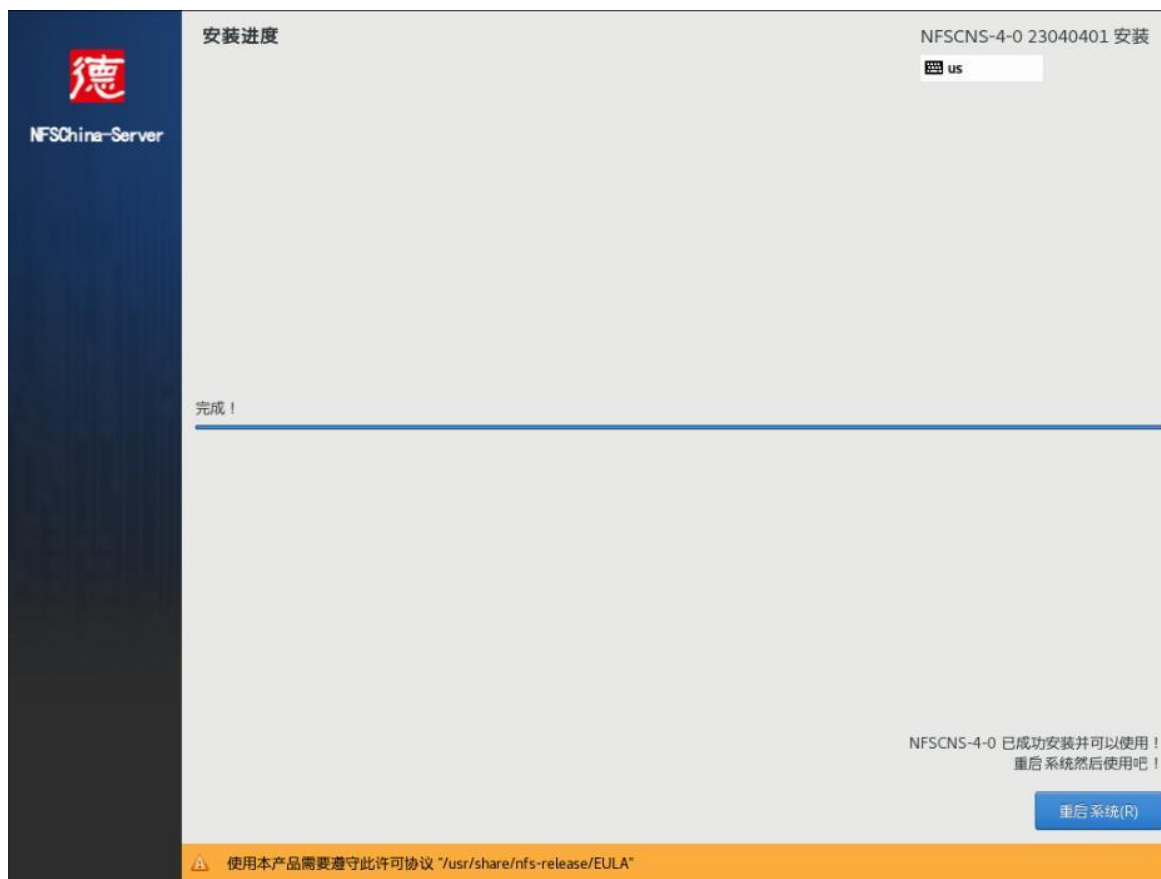 安装进度
NFSCNS-4-0 23040401 安装
us
德
NFSChina-Server
完成！
NFSCNS-4-0 已成功安装并可以使用！
重启系统然后使用吧！
重启系统(R)
使用本产品需要遵守此许可协议 "/usr/share/nfs-release/EULA"